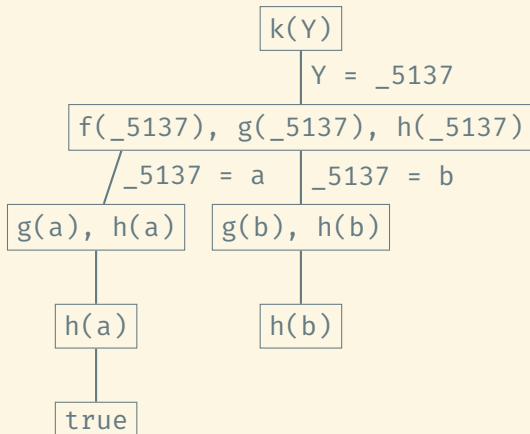 k(Y)
Y = _5137
f(_5137), g(_5137), h(_5137)
_5137 = a
_5137 = b
g(a), h(a)
g(b), h(b)
h(a)
h(b)
true